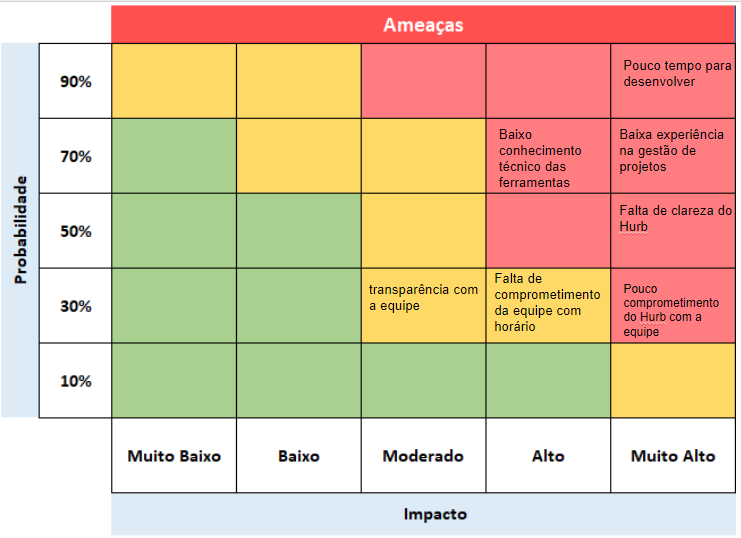 Ameaças
Probabilidade
90%
Pouco tempo para
desenvolver
70%
Baixo
conhecimento
técnico das
ferramentas
Baixa experiência
na gestão de
projetos
50%
Falta de clareza do
Hurb
30%
transparência com
a equipe
Falta de
comprometimento
da equipe com
horário
Pouco
comprometimento
do Hurb com a
equipe
10%
Muito Baixo
Baixo
Moderado
Alto
Muito Alto
Impacto